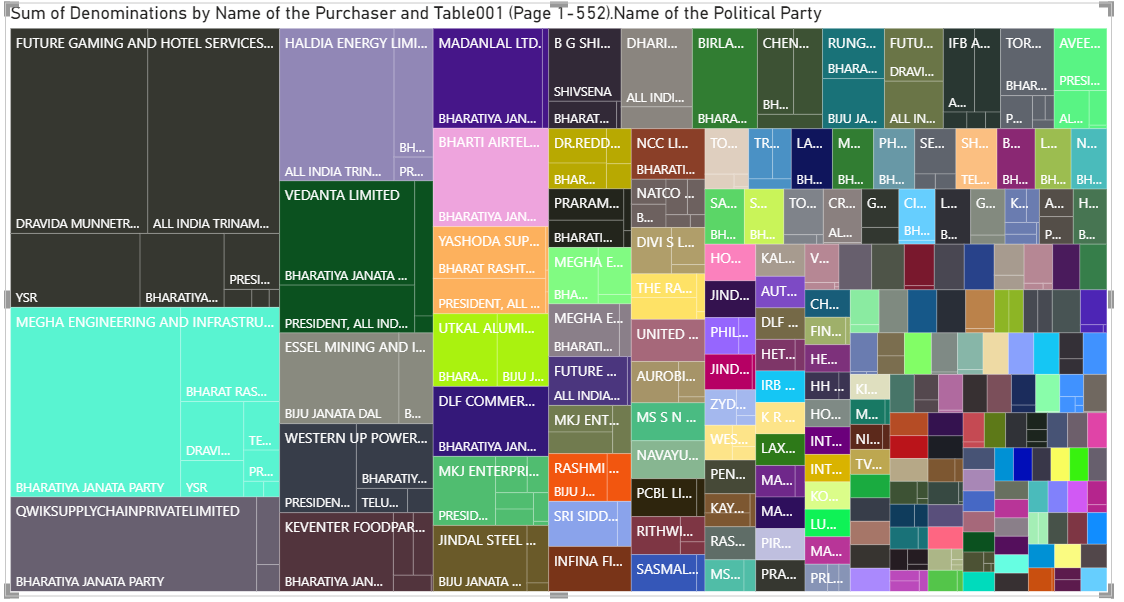 Sum of Denominations by Name of the Purchaser and Table001 (Page 1-552).Name of the Political Party
FUTURE GAMING AND HOTEL SERVICES...
DRAVIDA MUNNETR...
ALL INDIA TRINAM...
YSR
BHARATIYA...
PRESI...
MEGHA ENGINEERING AND INFRASTRU...
BHARAT RAS...
DRAVI...
TE...
PR...
YSR
BHARATIYA JANATA PARTY
QWIKSUPPLYCHAINPRIVATELIMITED
BHARATIYA JANATA PARTY
HALDIA ENERGY LIMI...
BH...
ALL INDIA TRIN...
PR...
VEDANTA LIMITED
BHARATIYA JANATA ...
PRESIDENT, ALL IND...
ESSEL MINING AND I...
BIJU JANATA DAL
B...
WESTERN UP POWER...
BHARATIY...
PRESIDEN...
TELU...
KEVENTER FOODPAR...
BHARATIYA JAN...
MADANLAL LTD.
BHARATIYA JAN...
BHARTI AIRTEL...
BHARATIYA JAN...
YASHODA SUP...
BHARAT RASHT...
PRESIDENT, ALL ...
UTKAL ALUMI...
BHARA...
BIJU J...
DLF COMMER...
BHARATIYA JAN...
MKJ ENTERPRI...
PRESID...
JINDAL STEEL ...
BIJU JANATA ...
B G SHI...
SHIVSENA
BHARAT...
DHARI...
ALL INDI...
BIRLA...
BHARA...
CHEN...
BH...
RUNG...
BHARA...
BIJU JA...
FUTU...
DRAVI...
ALL IN...
IFB A...
A...
TOR...
BHAR...
P...
AVEE...
PRESI...
AL...
DR.REDD...
BHAR...
PRARAM...
BHARATI...
MEGHA E...
BHA...
MEGHA E...
BHARATI...
FUTURE ...
ALL INDIA...
MKJ ENT...
RASHMI ...
BIJU J...
SRI SIDD...
INFINA FI...
NCC LI...
BHARATI...
NATCO ...
B...
DIVI S L...
THE RA...
UNITED ...
AUROBI...
MS S N ...
NAVAYU...
PCBL LI...
RITHWI...
SASMAL...
TO...
TR...
LA...
BH...
M...
BH...
PH...
BH...
SE...
SH...
TEL...
B...
BH...
L...
BH...
N...
BH...
SA...
BH...
S...
BH...
TO...
CR...
AL...
G...
CI...
BH...
L...
B...
G...
K...
A...
P...
H...
B...
HO...
JIND...
PHIL...
JIND...
ZYD...
WES...
PEN...
KAY...
RAS...
MS...
KAL...
AUT...
DLF ...
HET...
IRB ...
K R ...
LAX...
MA...
MA...
PIR...
PRA...
V...
CH...
FIN...
HE...
HH ...
HO...
INT...
INT...
KO...
LU...
MA...
PRL...
KI...
M...
NI...
TV...